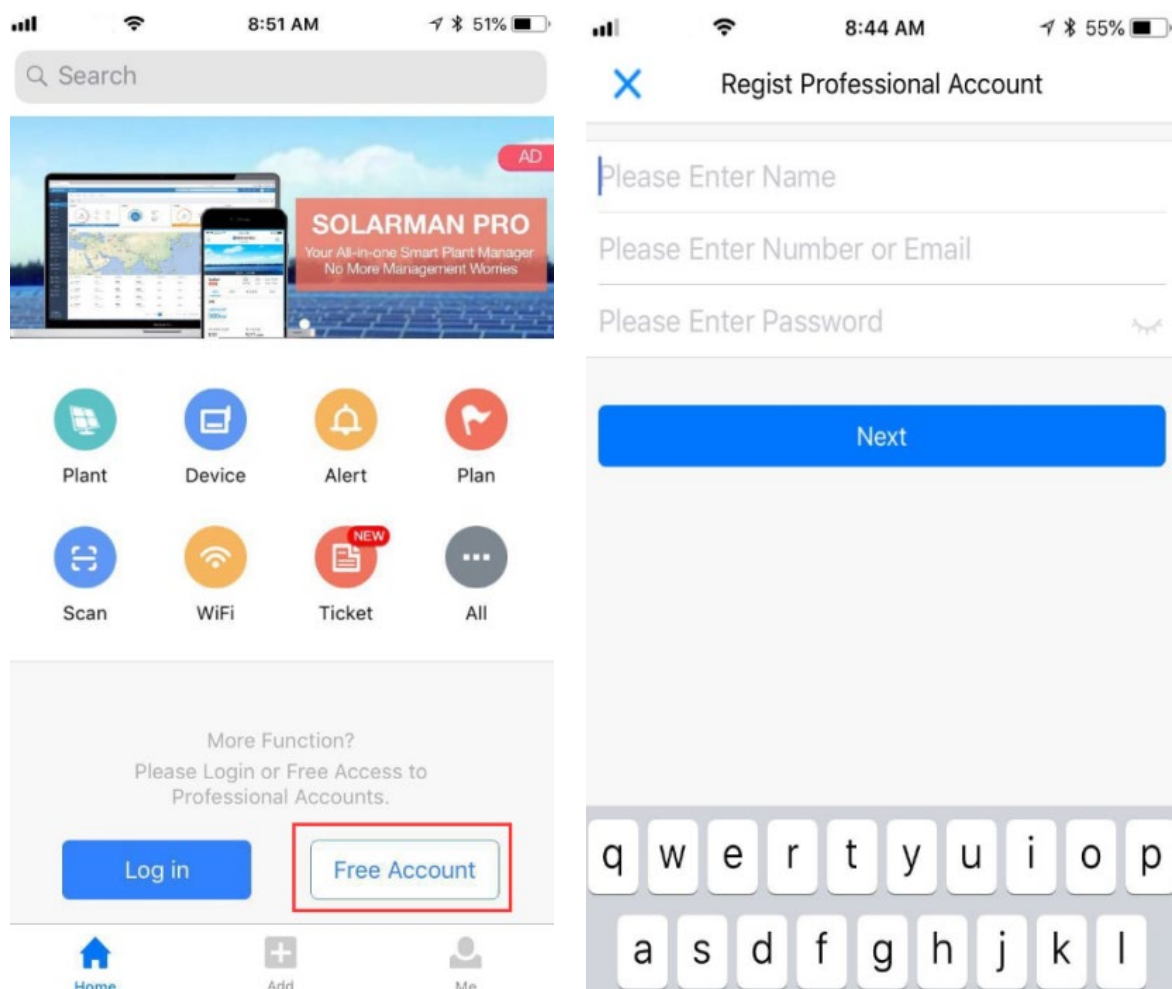 8:51 AM
51%
Search
AD
SOLARMAN PRO
Your All-in-one Smart Plant Manager
No More Management Worries
Plant
Device
Alert
Plan
NEW
Scan
WiFi
Ticket
All
More Function?
Please Login or Free Access to
Professional Accounts.
Log in
Free Account
Home
Add
Me
8:44 AM
55%
Regist Professional Account
Please Enter Name
Please Enter Number or Email
Please Enter Password
Next
q w e r t y u i o p
a s d f g h j k l